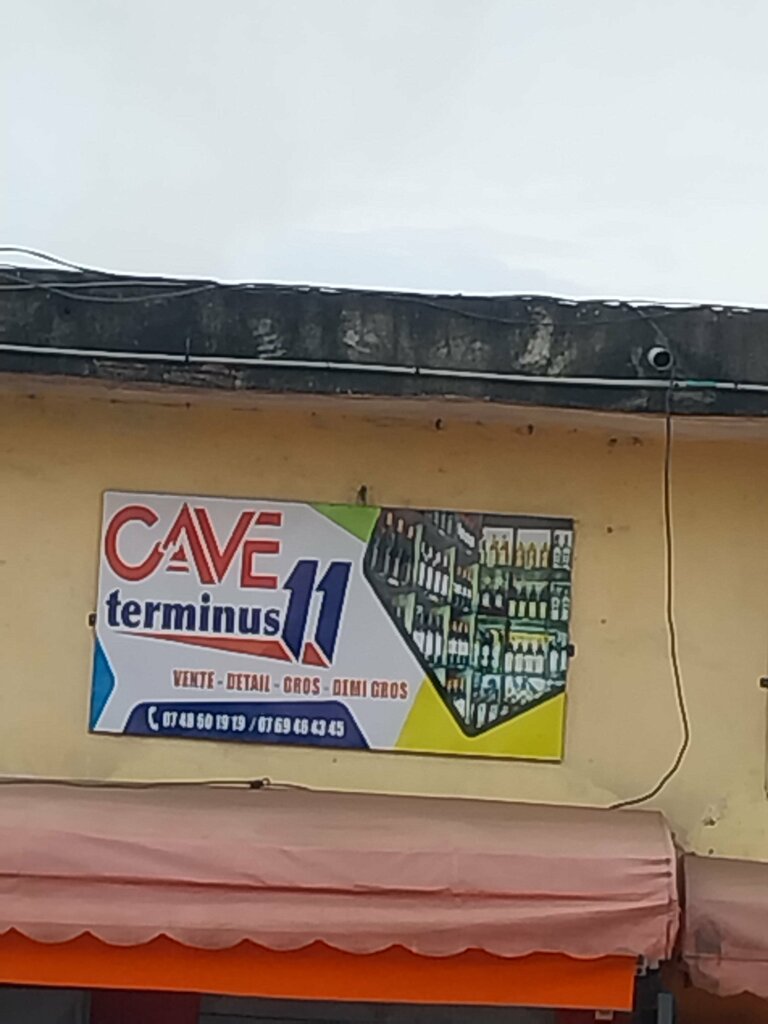 CAVE
terminus 11
VENTE - DETAIL - GROS - DEMI GROS
07 48 60 19 19 / 07 69 46 43 45